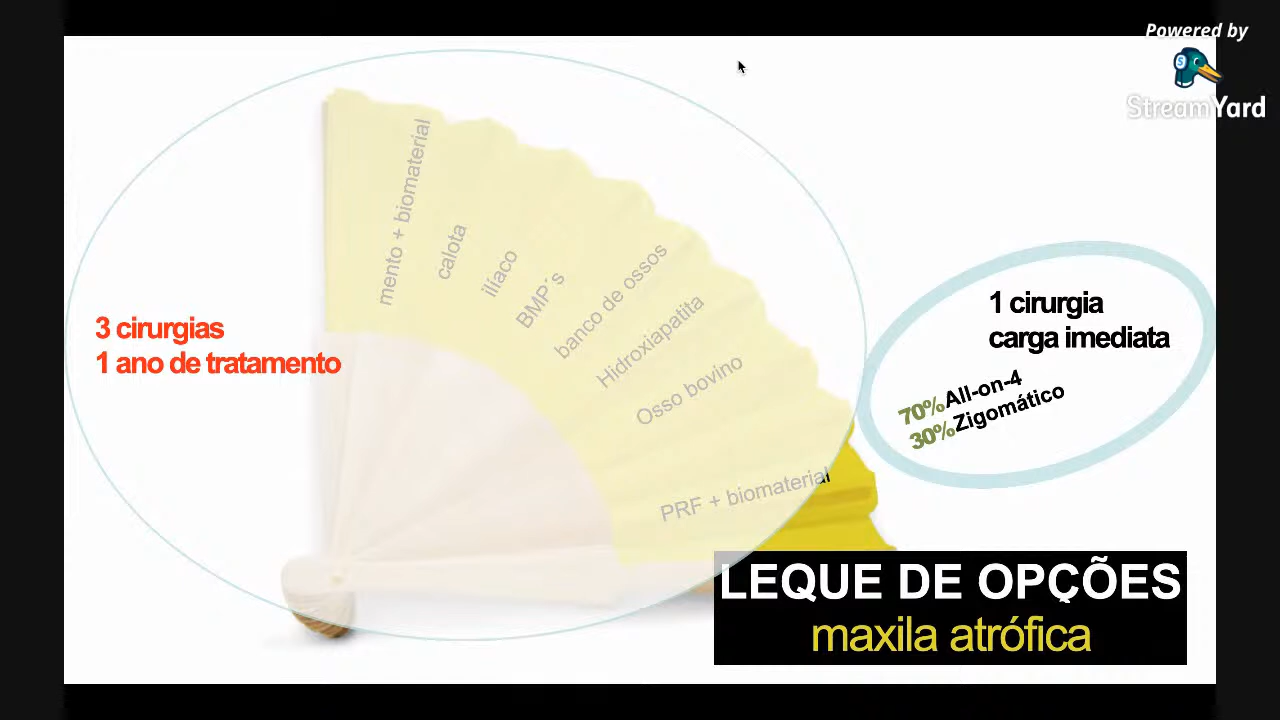 Powered by
StreamYard
mento + biomaterial
calota
ilíaco
BMP´s
banco de ossos
Hidroxiapatita
Osso bovino
PRF + biomaterial
3 cirurgias
1 ano de tratamento
1 cirurgia
carga imediata
70%All-on-4
30%Zigomático
LEQUE DE OPÇÕES
maxila atrófica